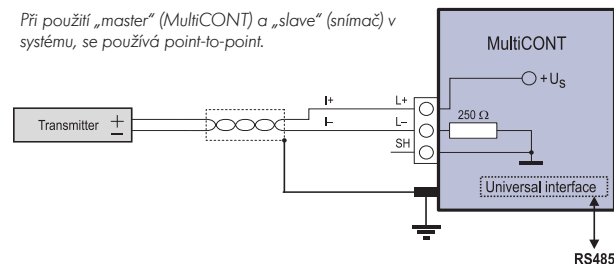 Při použití „master" (MultiCONT) a „slave" (snímač) v
systému, se používá point-to-point.
MultiCONT
+ Us
I+
L+
Transmitter
+
–
I–
L–
250 Ω
SH
Universal interface
RS485